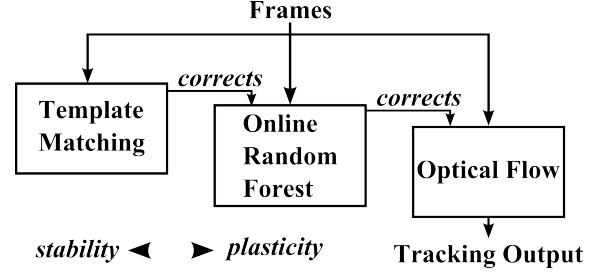 Frames
corrects
corrects
Template
Matching
Online
Random
Forest
Optical Flow
stability
plasticity
Tracking Output